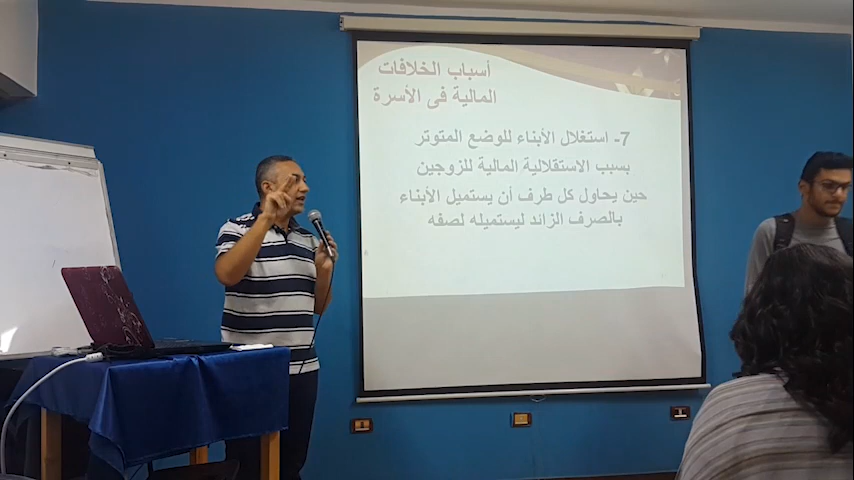 أسباب الخلافات
المالية فى الأسرة
7- استغلال الأبناء للوضع المتوتر
بسبب الاستقلالية المالية للزوجين
حين يحاول كل طرف أن يستميل الأبناء
بالصرف الزائد ليستميله لصفه